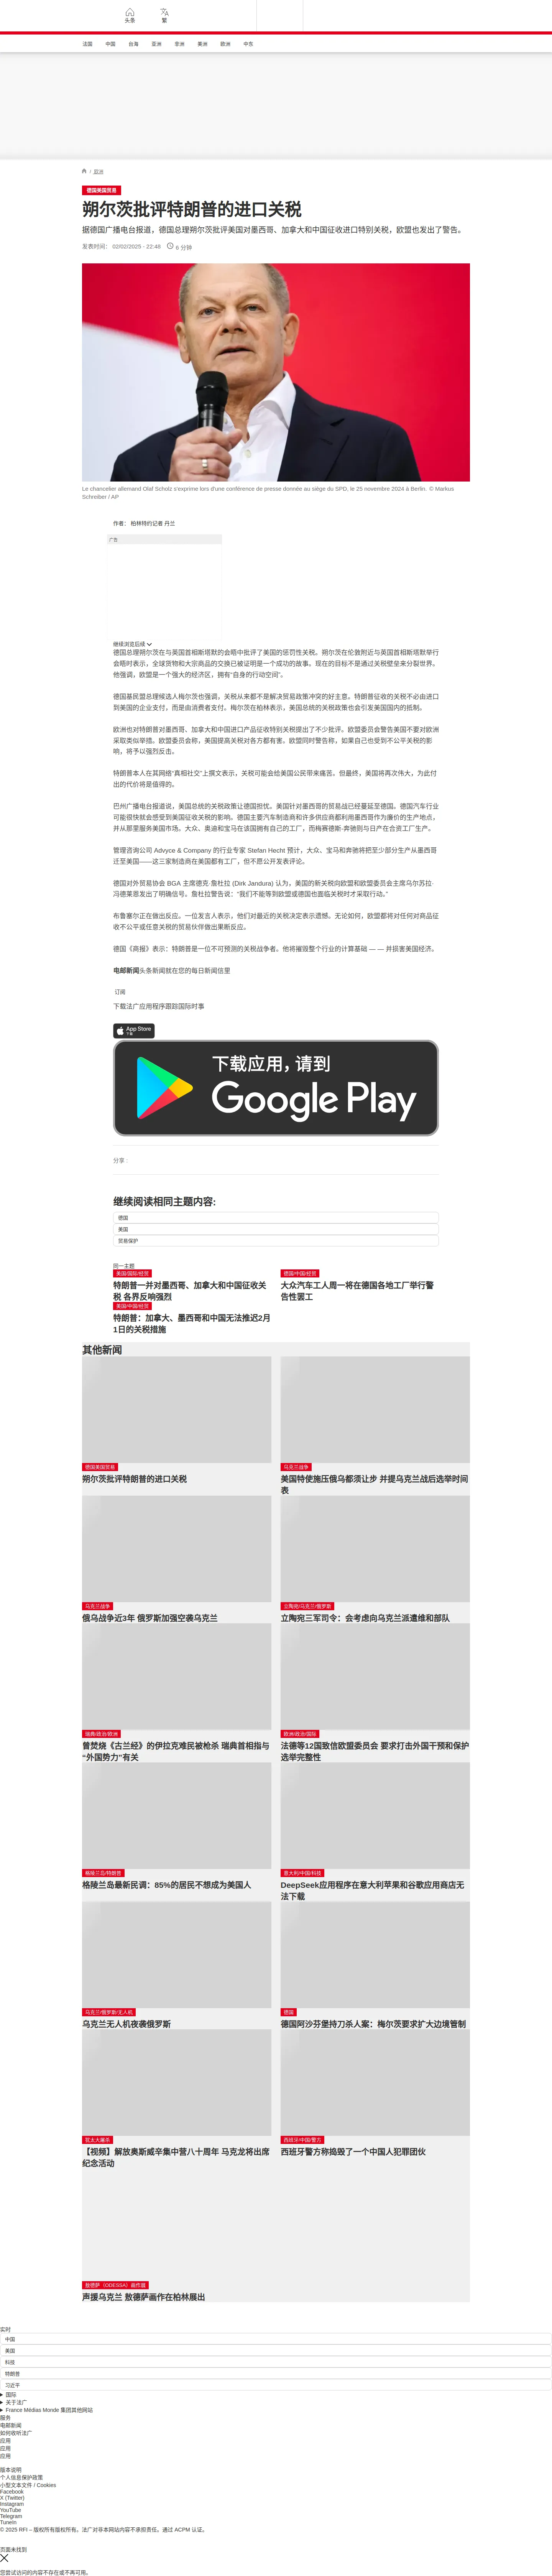 头条
繁
法国 中国 台海 亚洲 非洲 美洲 欧洲 中东
欧洲
德国美国贸易
朔尔茨批评特朗普的进口关税
据德国广播电台报道，德国总理朔尔茨批评美国对墨西哥、加拿大和中国征收进口特别关税，欧盟也发出了警告。
发表时间： 02/02/2025 - 22:48 6 分钟
Le chancelier allemand Olaf Scholz s'exprime lors d'une conférence de presse donnée au siège du SPD, le 25 novembre 2024 à Berlin. © Markus
Schreiber / AP
作者： 柏林特约记者 丹兰
广告
继续浏览后续
德国总理朔尔茨在与英国首相斯塔默的会晤中批评了美国的惩罚性关税。朔尔茨在伦敦附近与英国首相斯塔默举行
会晤时表示，全球货物和大宗商品的交换已被证明是一个成功的故事。现在的目标不是通过关税壁垒来分裂世界。
他强调，欧盟是一个强大的经济区，拥有“自身的行动空间”。
德国基民盟总理候选人梅尔茨也强调，关税从来都不是解决贸易政策冲突的好主意。特朗普征收的关税不必由进口
到美国的企业支付，而是由消费者支付。梅尔茨在柏林表示，美国总统的关税政策也会引发美国国内的抵制。
欧洲也对特朗普对墨西哥、加拿大和中国进口产品征收特别关税提出了不少批评。欧盟委员会警告美国不要对欧洲
采取类似举措。欧盟委员会称，美国提高关税对各方都有害。欧盟同时警告称，如果自己也受到不公平关税的影
响，将予以强烈反击。
特朗普本人在其网络“真相社交”上撰文表示，关税可能会给美国公民带来痛苦。但最终，美国将再次伟大，为此付
出的代价将是值得的。
巴州广播电台报道说，美国总统的关税政策让德国担忧。美国针对墨西哥的贸易战已经蔓延至德国。德国汽车行业
可能很快就会感受到美国征收关税的影响。德国主要汽车制造商和许多供应商都利用墨西哥作为廉价的生产地点，
并从那里服务美国市场。大众、奥迪和宝马在该国拥有自己的工厂，而梅赛德斯-奔驰则与日产在合资工厂生产。
管理咨询公司 Advyce & Company 的行业专家 Stefan Hecht 预计，大众、宝马和奔驰将把至少部分生产从墨西哥
迁至美国——这三家制造商在美国都有工厂，但不愿公开发表评论。
德国对外贸易协会 BGA 主席德克·詹杜拉 (Dirk Jandura) 认为，美国的新关税向欧盟和欧盟委员会主席乌尔苏拉·
冯德莱恩发出了明确信号。詹杜拉警告说：“我们不能等到欧盟或德国也面临关税时才采取行动。”
布鲁塞尔正在做出反应。一位发言人表示，他们对最近的关税决定表示遗憾。无论如何，欧盟都将对任何对商品征
收不公平或任意关税的贸易伙伴做出果断反应。
德国《商报》表示：特朗普是一位不可预测的关税战争者。他将摧毁整个行业的计算基础 — — 并损害美国经济。
电邮新闻头条新闻就在您的每日新闻信里
订阅
下载法广应用程序跟踪国际时事
App Store
下载
下载应用，请到
Google Play
分享 :
继续阅读相同主题内容:
德国
美国
贸易保护
同一主题
美国/国际/经贸
特朗普一并对墨西哥、加拿大和中国征收关
税 各界反响强烈
德国/中国/经贸
大众汽车工人周一将在德国各地工厂举行警
告性罢工
美国/中国/经贸
特朗普：加拿大、墨西哥和中国无法推迟2月
1日的关税措施
其他新闻
德国美国贸易
朔尔茨批评特朗普的进口关税
乌克兰战争
美国特使施压俄乌都须让步 并提乌克兰战后选举时间
表
乌克兰战争
俄乌战争近3年 俄罗斯加强空袭乌克兰
立陶宛/乌克兰/俄罗斯
立陶宛三军司令：会考虑向乌克兰派遣维和部队
瑞典/政治/欧洲
曾焚烧《古兰经》的伊拉克难民被枪杀 瑞典首相指与
“外国势力”有关
欧洲/政治/国际
法德等12国致信欧盟委员会 要求打击外国干预和保护
选举完整性
格陵兰岛/特朗普
格陵兰岛最新民调：85%的居民不想成为美国人
意大利/中国/科技
DeepSeek应用程序在意大利苹果和谷歌应用商店无
法下载
乌克兰/俄罗斯/无人机
乌克兰无人机夜袭俄罗斯
德国
德国阿沙芬堡持刀杀人案：梅尔茨要求扩大边境管制
犹太大屠杀
【视频】解放奥斯威辛集中营八十周年 马克龙将出席
纪念活动
西班牙/中国/警方
西班牙警方称捣毁了一个中国人犯罪团伙
敖德萨（ODESSA）画作展
声援乌克兰 敖德萨画作在柏林展出
实时
中国
美国
科技
特朗普
习近平
国际
关于法广
France Médias Monde 集团其他网站
服务
电邮新闻
如何收听法广
应用
应用
应用
版本说明
个人信息保护政策
小型文本文件 / Cookies
Facebook
X (Twitter)
Instagram
YouTube
Telegram
TuneIn
© 2025 RFI – 版权所有版权所有。法广对非本网站内容不承担责任。通过 ACPM 认证。
页面未找到
您尝试访问的内容不存在或不再可用。